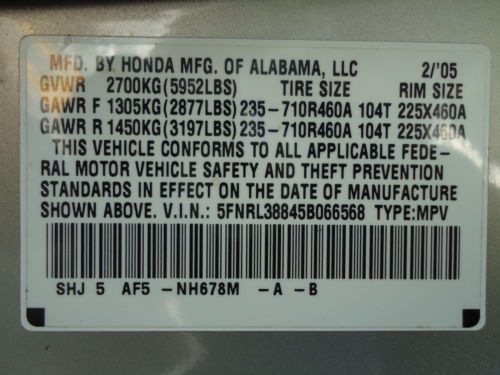 MFD. BY HONDA MFG. OF ALABAMA, LLC 2/'05
GVWR 2700KG(5952LBS) TIRE SIZE RIM SIZE
GAWR F 1305KG(2877LBS)235-710R460A 104T 225X460A
GAWR R 1450KG(3197LBS)235-710R460A 104T 225X460A
THIS VEHICLE CONFORMS TO ALL APPLICABLE FEDE-
RAL MOTOR VEHICLE SAFETY AND THEFT PREVENTION
STANDARDS IN EFFECT ON THE DATE OF MANUFACTURE
SHOWN ABOVE. V.I.N.: 5FNRL38845B066568 TYPE:MPV
SHJ 5 AF5 -NH678M -A -B